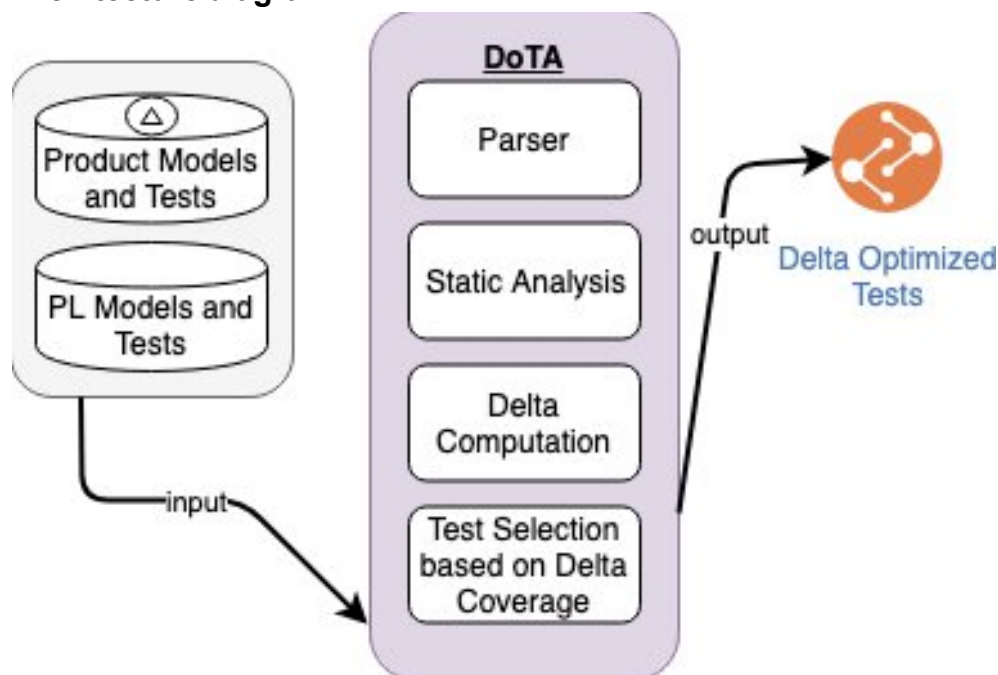 DoTA
Product Models
and Tests
PL Models and
Tests
Parser
Static Analysis
Delta
Computation
Test Selection
based on Delta
Coverage
input
output
Delta Optimized
Tests